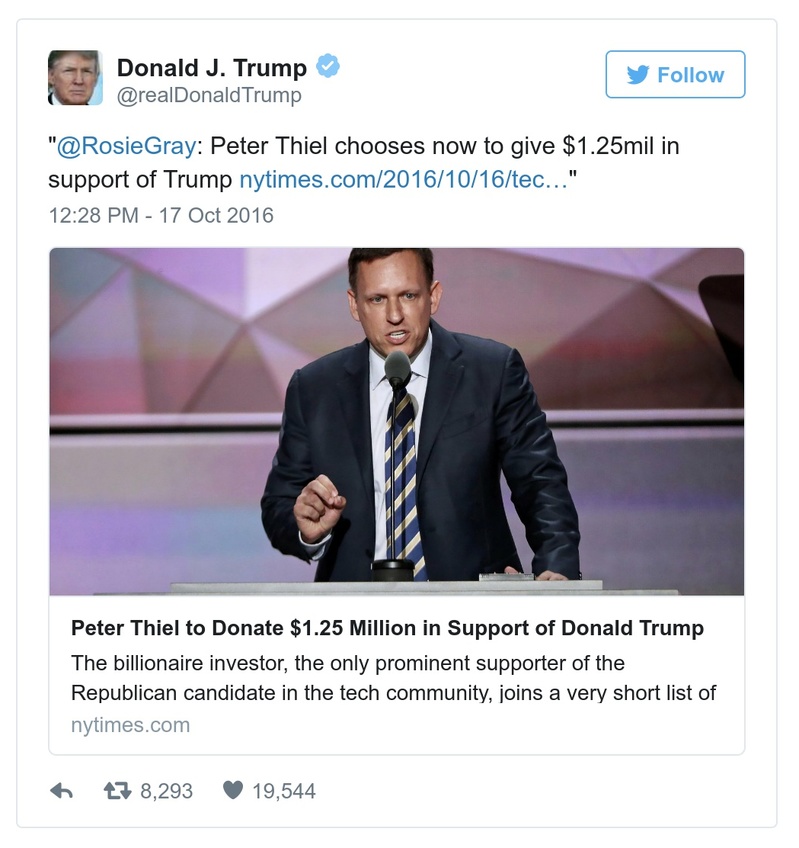 Donald J. Trump
Follow
@realDonaldTrump
"@RosieGray: Peter Thiel chooses now to give $1.25mil in
support of Trump nytimes.com/2016/10/16/tec…"
12:28 PM - 17 Oct 2016
Peter Thiel to Donate $1.25 Million in Support of Donald Trump
The billionaire investor, the only prominent supporter of the
Republican candidate in the tech community, joins a very short list of
nytimes.com
8,293 19,544